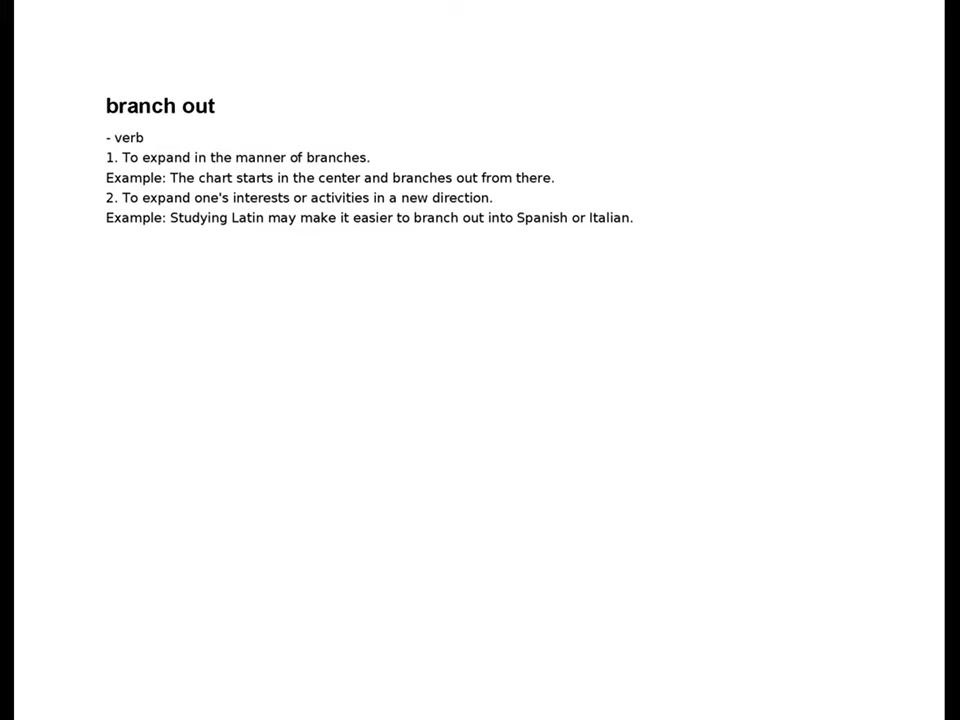 branch out
- verb
1. To expand in the manner of branches.
Example: The chart starts in the center and branches out from there.
2. To expand one's interests or activities in a new direction.
Example: Studying Latin may make it easier to branch out into Spanish or Italian.